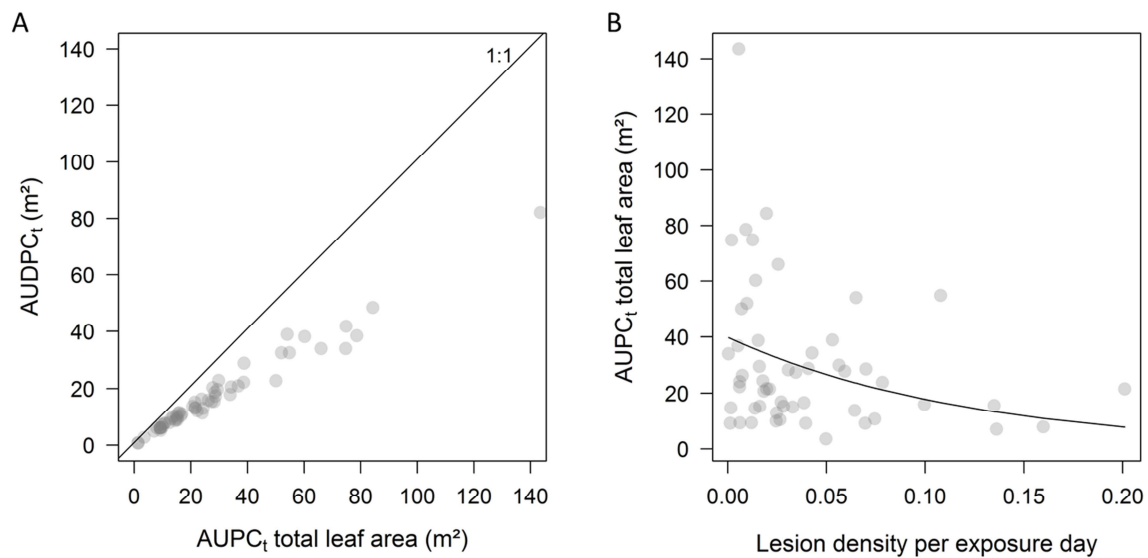 A
B
1:1
140
120
100
80
60
40
20
0
AUDPCt (m²)
0 20 40 60 80 100 120 140
AUPCt total leaf area (m²)
140
120
100
80
60
40
20
0
AUPCt total leaf area (m²)
0.00 0.05 0.10 0.15 0.20
Lesion density per exposure day